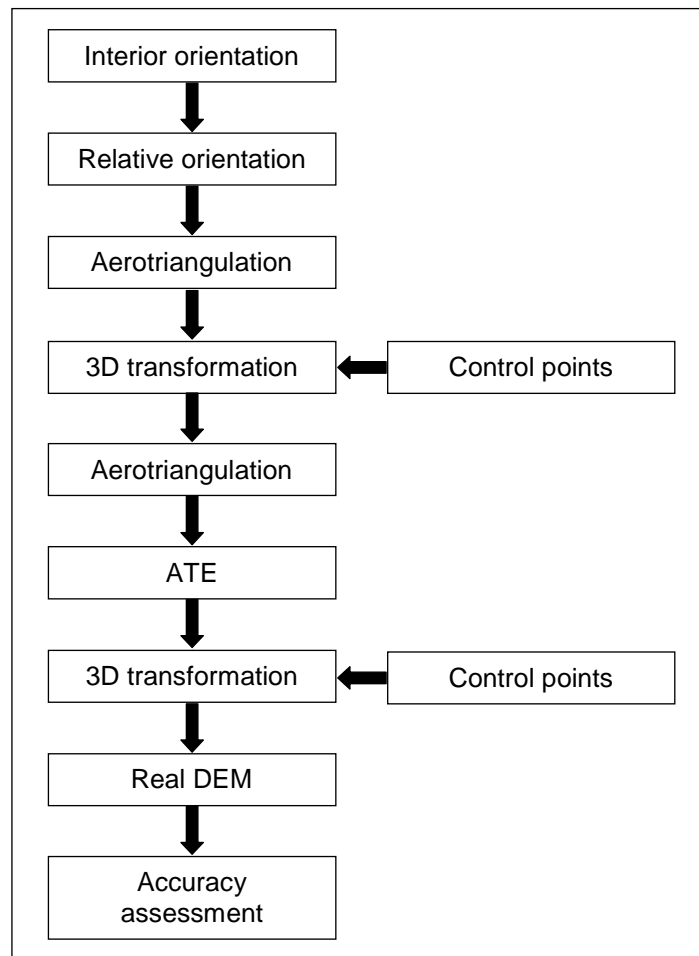 Interior orientation
Relative orientation
Aerotriangulation
3D transformation
Control points
Aerotriangulation
ATE
3D transformation
Control points
Real DEM
Accuracy
assessment